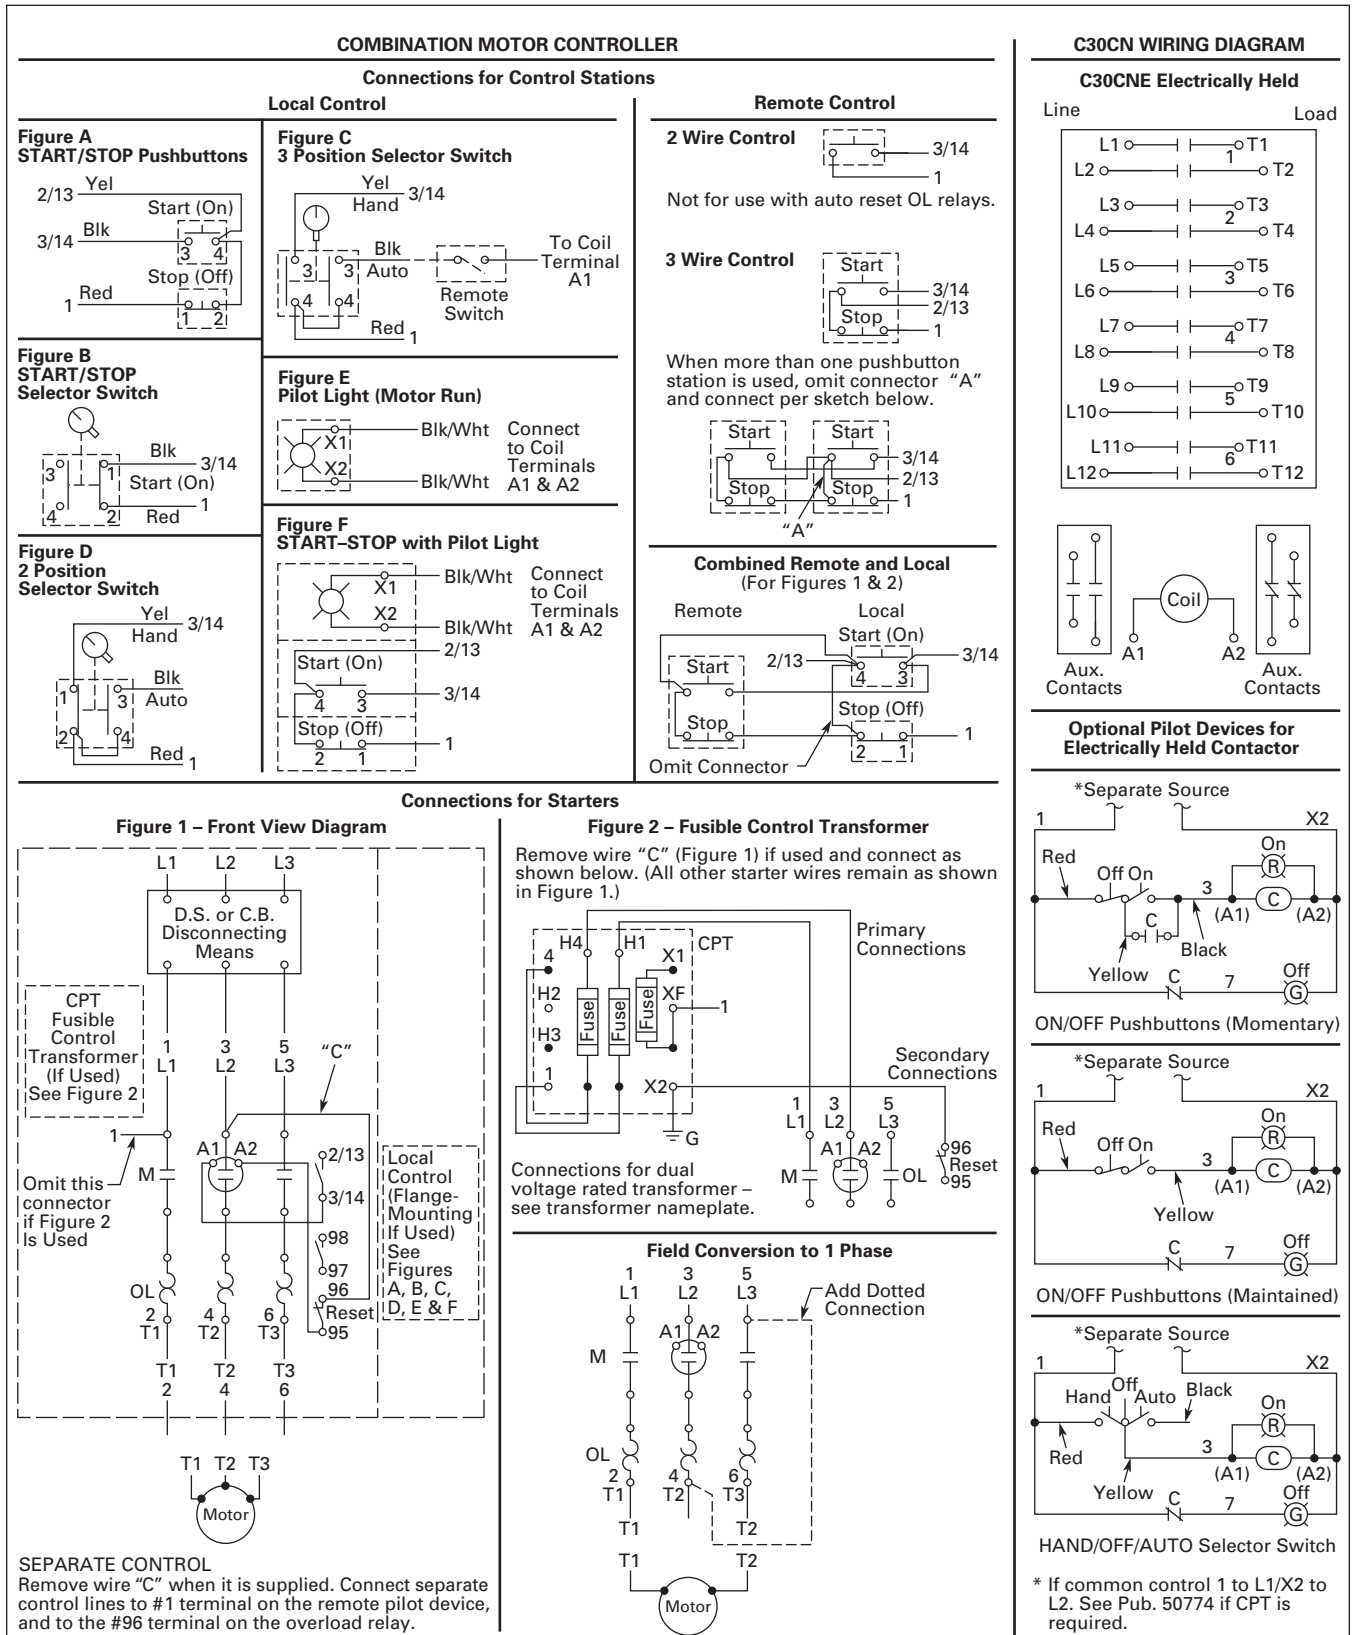 COMBINATION MOTOR CONTROLLER
Connections for Control Stations
Local Control
Figure A
START/STOP Pushbuttons
2/13
Yel
Start (On)
3/14
Blk
3
4
Stop (Off)
1
Red
1
2
Figure B
START/STOP
Selector Switch
3
1
Blk
3/14
Start (On)
4
2
Red
1
Figure D
2 Position
Selector Switch
Yel
Hand
3/14
1
3
Blk
Auto
2
4
Red
1
Figure C
3 Position Selector Switch
Yel
Hand
3/14
3
3
Blk
Auto
Remote
Switch
To Coil
Terminal
A1
4
4
Red
1
Figure E
Pilot Light (Motor Run)
X1
Blk/Wht
X2
Blk/Wht
Connect
to Coil
Terminals
A1 & A2
Figure F
START–STOP with Pilot Light
X1
Blk/Wht
X2
Blk/Wht
Connect
to Coil
Terminals
A1 & A2
2/13
Start (On)
4
3
3/14
Stop (Off)
2
1
1
Remote Control
2 Wire Control
3/14
1
Not for use with auto reset OL relays.
3 Wire Control
Start
3/14
2/13
Stop
1
When more than one pushbutton
station is used, omit connector "A"
and connect per sketch below.
Start
Start
3/14
2/13
Stop
Stop
1
"A"
Combined Remote and Local
(For Figures 1 & 2)
Remote
Local
Start (On)
2/13
3/14
Start
4
3
Stop (Off)
Stop
2
1
1
Omit Connector
Connections for Starters
Figure 1 – Front View Diagram
L1 L2 L3
D.S. or C.B.
Disconnecting
Means
CPT
Fusible
Control
Transformer
(If Used)
See Figure 2
1 3 5
L1 L2 L3
"C"
1
A1 A2
M
Omit this
connector
if Figure 2
Is Used
2/13
3/14
98
97
96
Reset
95
Local
Control
(Flange-
Mounting
If Used)
See
Figures
A, B, C,
D, E & F
OL
2 4 6
T1 T2 T3
T1 T2 T3
2 4 6
T1 T2 T3
Motor
SEPARATE CONTROL
Remove wire "C" when it is supplied. Connect separate
control lines to #1 terminal on the remote pilot device,
and to the #96 terminal on the overload relay.
Figure 2 – Fusible Control Transformer
Remove wire "C" (Figure 1) if used and connect as
shown below. (All other starter wires remain as shown
in Figure 1.)
4
H4
H1
X1
CPT
Primary
Connections
H2
Fuse
Fuse
Fuse
XF
1
H3
1
X2
Secondary
Connections
G
1 3 5
L1 L2 L3
A1 A2
M
OL
96
Reset
95
Connections for dual
voltage rated transformer –
see transformer nameplate.
Field Conversion to 1 Phase
1 3 5
L1 L2 L3
Add Dotted
Connection
A1 A2
M
OL
2 4 6
T1 T2 T3
T1 T2
T1 T2
Motor
C30CN WIRING DIAGRAM
C30CNE Electrically Held
Line
Load
L1 T1
1
L2 T2
L3 T3
2
L4 T4
L5 T5
3
L6 T6
L7 T7
4
L8 T8
L9 T9
5
L10 T10
L11 T11
6
L12 T12
Coil
A1
A2
Aux.
Contacts
Aux.
Contacts
Optional Pilot Devices for
Electrically Held Contactor
*Separate Source
1
X2
Red
Off On
On
R
3
C
(A1) (A2)
C
Black
Yellow
C
7
Off
G
ON/OFF Pushbuttons (Momentary)
*Separate Source
1
X2
Red
Off On
On
R
3
C
(A1) (A2)
Yellow
C
7
Off
G
ON/OFF Pushbuttons (Maintained)
*Separate Source
1
X2
Hand
Off
Auto
Black
On
R
Red
3
C
(A1) (A2)
Yellow
C
7
Off
G
HAND/OFF/AUTO Selector Switch
* If common control 1 to L1/X2 to
L2. See Pub. 50774 if CPT is
required.